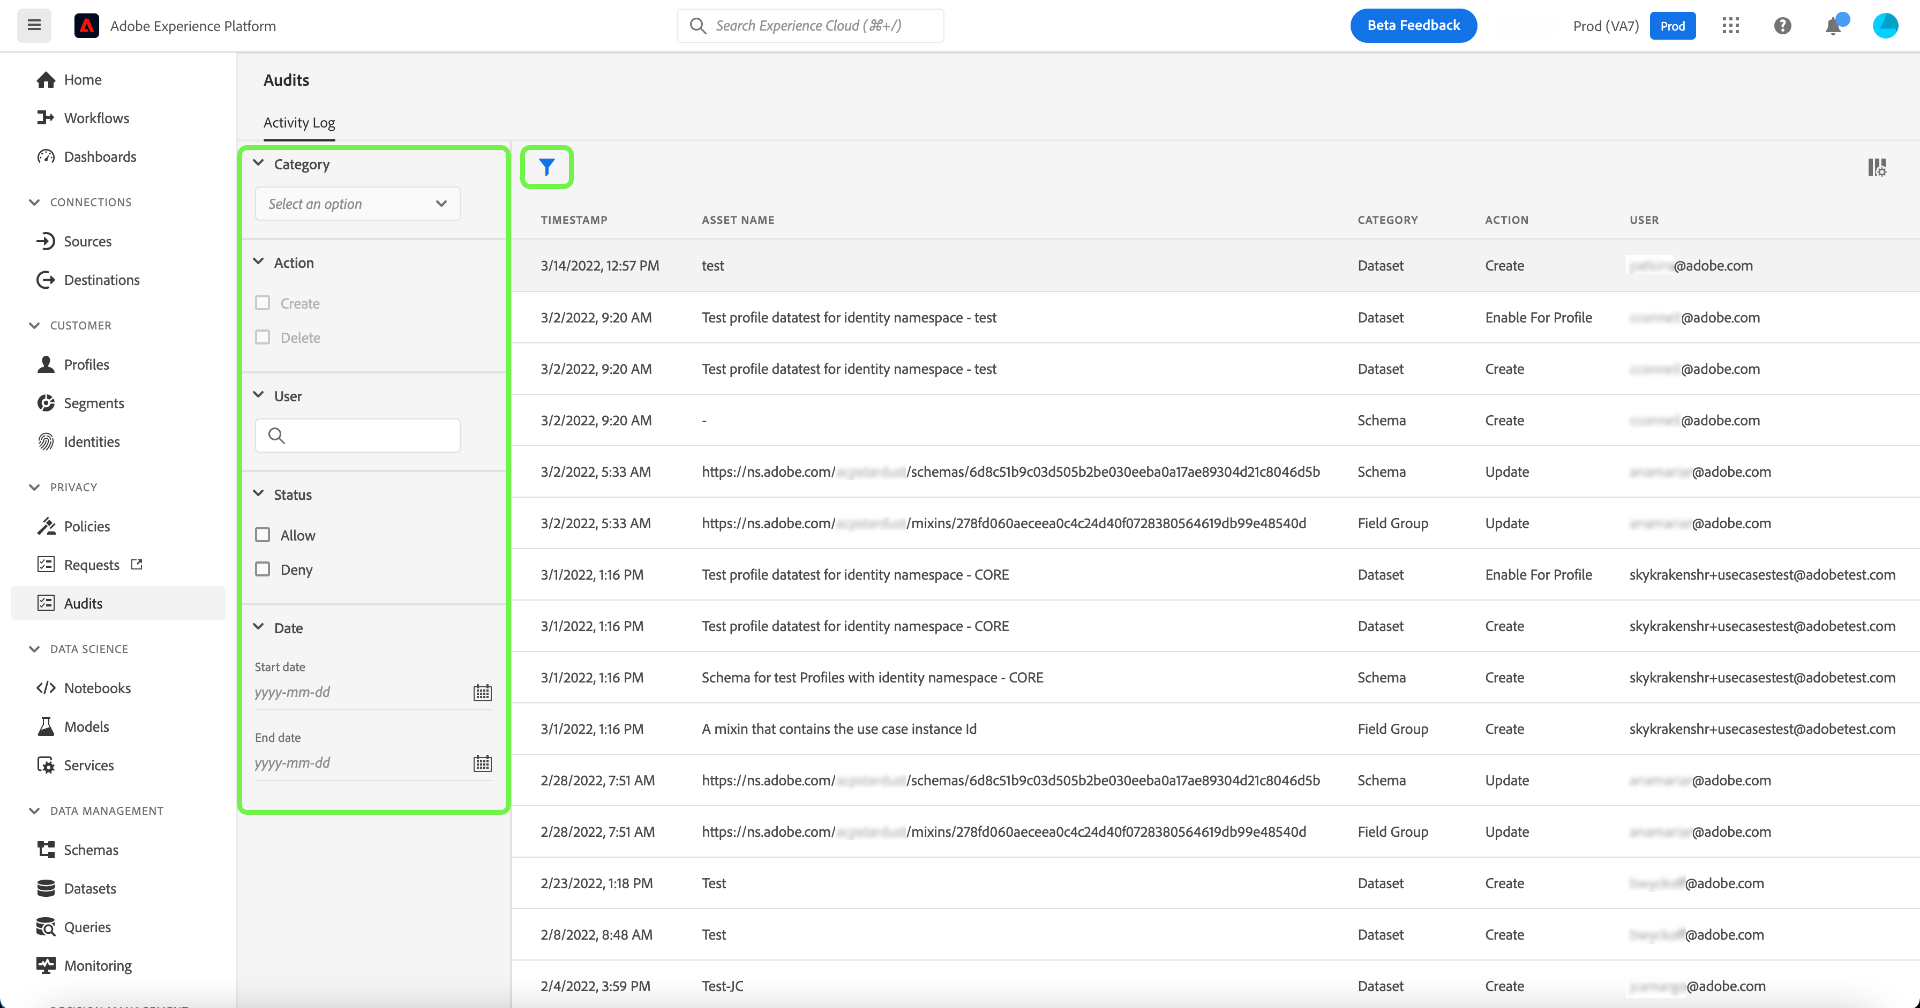 Adobe Experience Platform
Search Experience Cloud (⌘+/)
Beta Feedback
Prod (VA7)
Prod
Home
Workflows
Dashboards
CONNECTIONS
Sources
Destinations
CUSTOMER
Profiles
Segments
Identities
PRIVACY
Policies
Requests
Audits
DATA SCIENCE
Notebooks
Models
Services
DATA MANAGEMENT
Schemas
Datasets
Queries
Monitoring
Audits
Activity Log
Category
Select an option
Action
Create
Delete
User
Status
Allow
Deny
Date
Start date
yyyy-mm-dd
End date
yyyy-mm-dd
TIMESTAMP ASSET NAME CATEGORY ACTION USER
3/14/2022, 12:57 PM test Dataset Create @adobe.com
3/2/2022, 9:20 AM Test profile datatest for identity namespace - test Dataset Enable For Profile @adobe.com
3/2/2022, 9:20 AM Test profile datatest for identity namespace - test Dataset Create @adobe.com
3/2/2022, 9:20 AM - Schema Create @adobe.com
3/2/2022, 5:33 AM https://ns.adobe.com/ /schemas/6d8c51b9c03d505b2be030eeba0a17ae89304d21c8046d5b Schema Update @adobe.com
3/2/2022, 5:33 AM https://ns.adobe.com/ /mixins/278fd060aeceea0c4c24d40f0728380564619db99e48540d Field Group Update @adobe.com
3/1/2022, 1:16 PM Test profile datatest for identity namespace - CORE Dataset Enable For Profile skykrakenshr+usecasestest@adobetest.com
3/1/2022, 1:16 PM Test profile datatest for identity namespace - CORE Dataset Create skykrakenshr+usecasestest@adobetest.com
3/1/2022, 1:16 PM Schema for test Profiles with identity namespace - CORE Schema Create skykrakenshr+usecasestest@adobetest.com
3/1/2022, 1:16 PM A mixin that contains the use case instance Id Field Group Create skykrakenshr+usecasestest@adobetest.com
2/28/2022, 7:51 AM https://ns.adobe.com/ /schemas/6d8c51b9c03d505b2be030eeba0a17ae89304d21c8046d5b Schema Update @adobe.com
2/28/2022, 7:51 AM https://ns.adobe.com/ /mixins/278fd060aeceea0c4c24d40f0728380564619db99e48540d Field Group Update @adobe.com
2/23/2022, 1:18 PM Test Dataset Create @adobe.com
2/8/2022, 8:48 AM Test Dataset Create @adobe.com
2/4/2022, 3:59 PM Test-JC Dataset Create @adobe.com